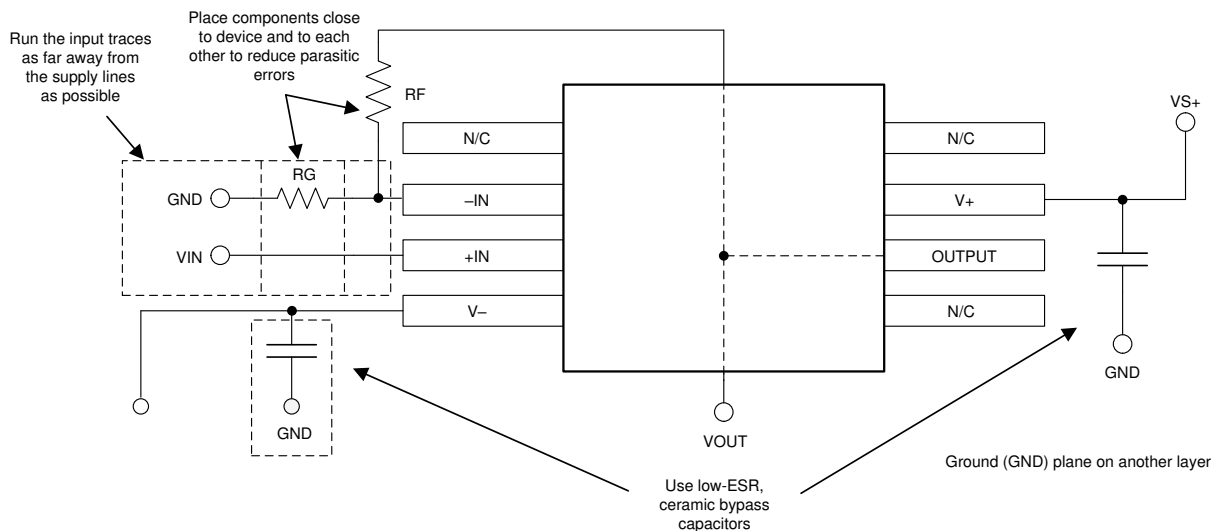 Run the input traces
as far away from
the supply lines
as possible
Place components close
to device and to each
other to reduce parasitic
errors
RF
VS+
N/C
N/C
RG
GND
–IN
V+
VIN
+IN
OUTPUT
V–
N/C
GND
GND
VOUT
Ground (GND) plane on another layer
Use low-ESR,
ceramic bypass
capacitors